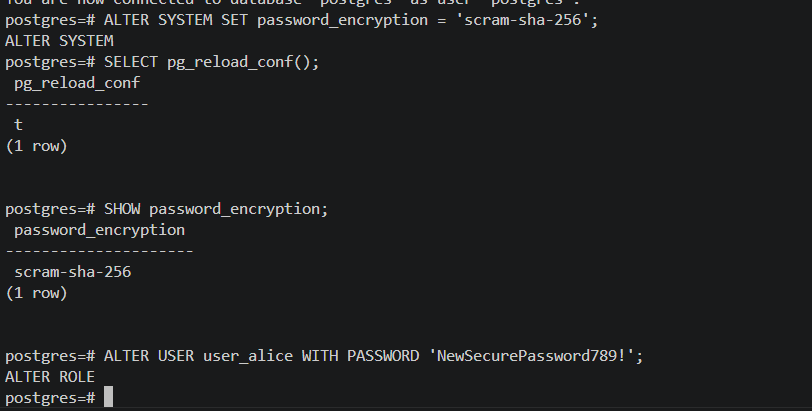 You are now connected to database "postgres" as user "postgres".
postgres=# ALTER SYSTEM SET password_encryption = 'scram-sha-256';
ALTER SYSTEM
postgres=# SELECT pg_reload_conf();
 pg_reload_conf
----------------
 t
(1 row)
postgres=# SHOW password_encryption;
 password_encryption
---------------------
 scram-sha-256
(1 row)
postgres=# ALTER USER user_alice WITH PASSWORD 'NewSecurePassword789!';
ALTER ROLE
postgres=#